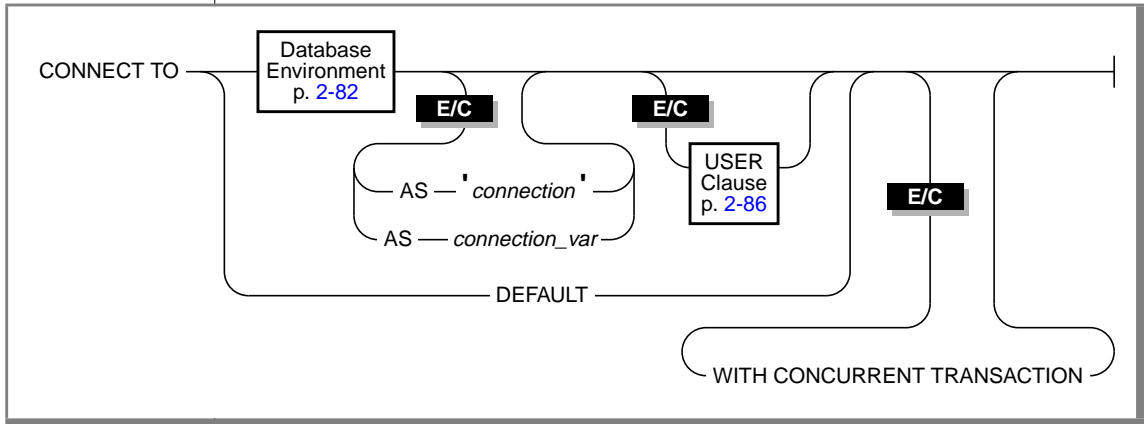 CONNECT TO
Database
Environment
p. 2-82
E/C
E/C
AS
' connection '
AS
connection_var
USER
Clause
p. 2-86
E/C
DEFAULT
WITH CONCURRENT TRANSACTION